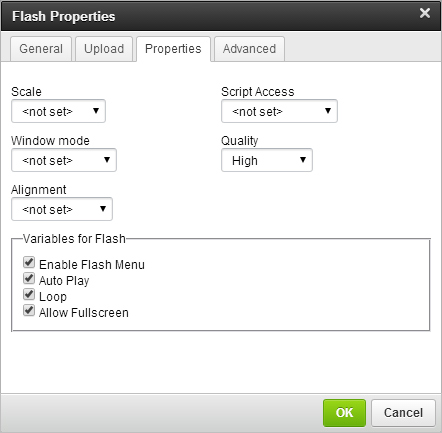 Flash Properties
General Upload Properties Advanced
Scale Script Access
<not set> <not set>
Window mode Quality
<not set> High
Alignment
<not set>
Variables for Flash
Enable Flash Menu
Auto Play
Loop
Allow Fullscreen
OK Cancel